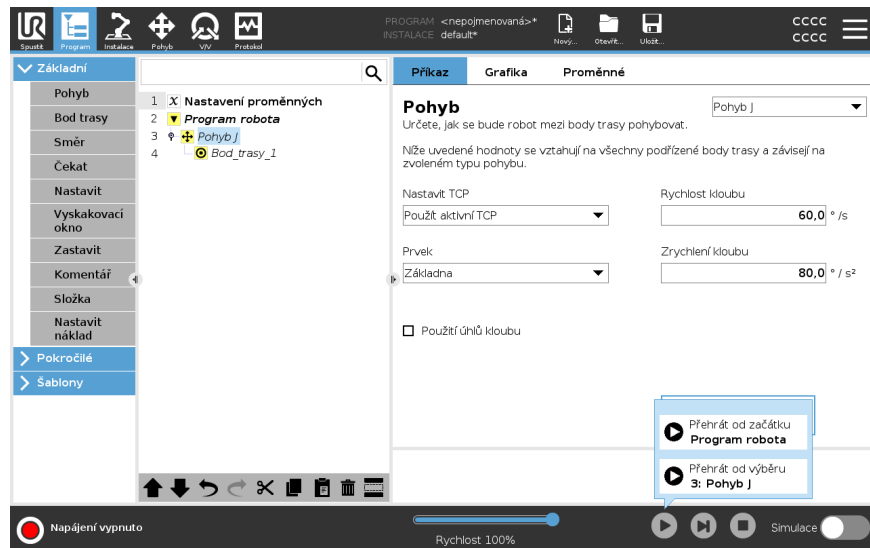 PROGRAM <nepojmenovaná>*
INSTALACE default*
CCCC
CCCC
Spustit
Program
Instalace
Pohyb
V/V
Protokol
Nový...
Otevřít...
Uložit...
Základní
Pohyb
Bod trasy
Směr
Čekat
Nastavit
Vyskakovací
okno
Zastavit
Komentář
Složka
Nastavit
náklad
Pokročilé
Šablony
1 X Nastavení proměnných
2 Program robota
3 Pohyb J
4 Bod_trasy_1
Příkaz Grafika Proměnné
Pohyb
Pohyb J
Určete, jak se bude robot mezi body trasy pohybovat.
Níže uvedené hodnoty se vztahují na všechny podřízené body trasy a závisejí na
zvoleném typu pohybu.
Nastavit TCP
Rychlost kloubu
Použít aktivní TCP
60,0 ° /s
Prvek
Zrychlení kloubu
Základna
80,0 ° / s²
Použití úhlů kloubu
Přehrát od začátku
Program robota
Přehrát od výběru
3: Pohyb J
Napájení vypnuto
Rychlost 100%
Simulace